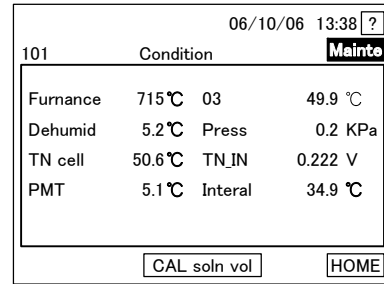 06/10/06 13:38 ?
101 Condition Mainte
Furnance 715℃ 03 49.9 ℃
Dehumid 5.2℃ Press 0.2 KPa
TN cell 50.6℃ TN_IN 0.222 V
PMT 5.1℃ Interal 34.9 ℃
CAL soln vol HOME